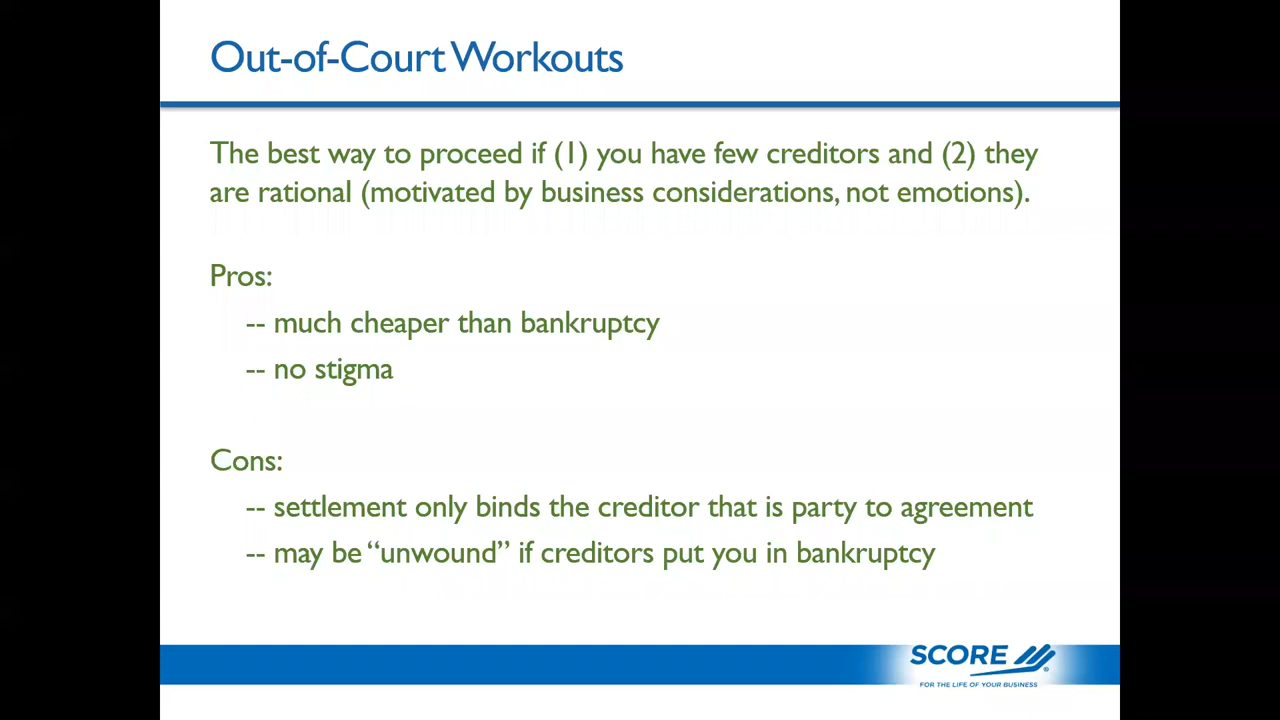 Out-of-Court Workouts
The best way to proceed if (1) you have few creditors and (2) they
are rational (motivated by business considerations, not emotions).
Pros:
-- much cheaper than bankruptcy
-- no stigma
Cons:
-- settlement only binds the creditor that is party to agreement
-- may be “unwound” if creditors put you in bankruptcy
SCORE
FOR THE LIFE OF YOUR BUSINESS